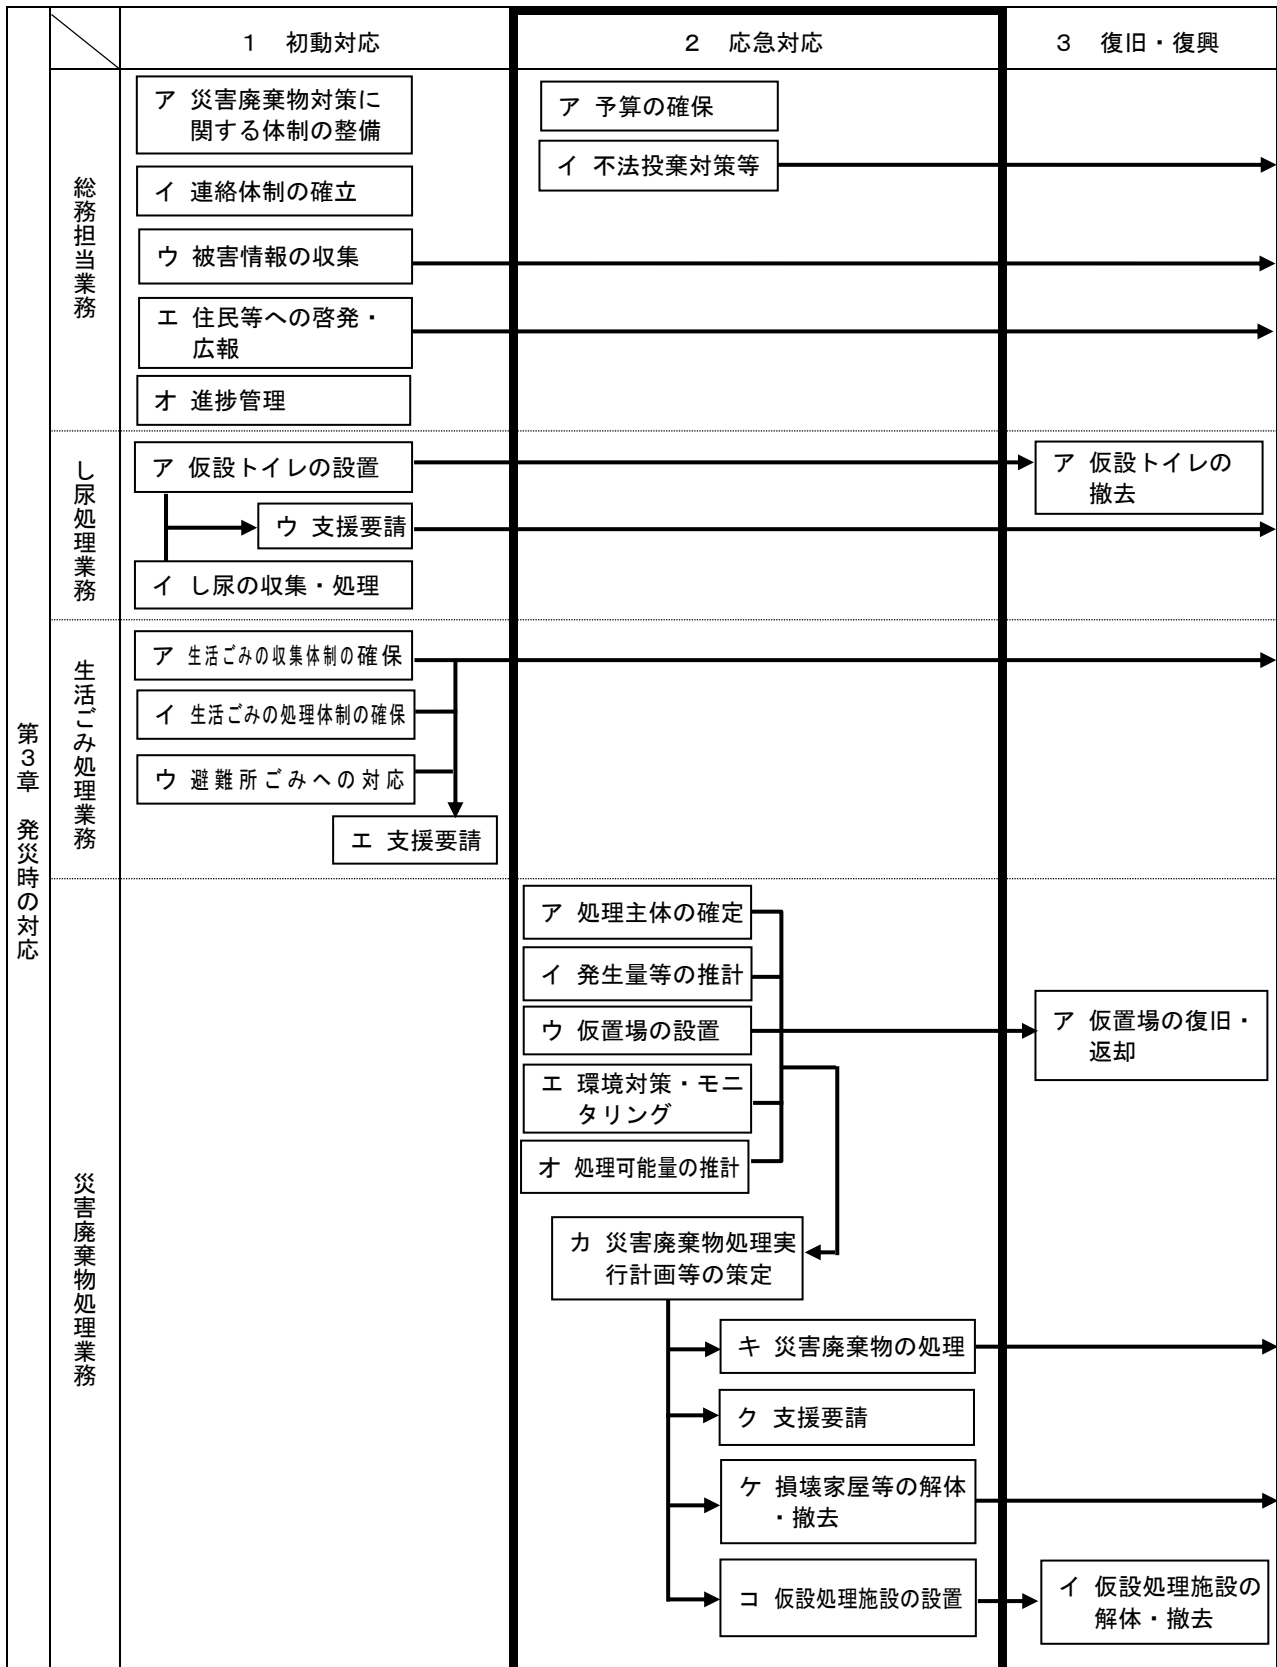 第3章 発災時の対応
1 初動対応
2 応急対応
3 復旧・復興
総務担当業務
ア 災害廃棄物対策に
関する体制の整備
イ 連絡体制の確立
ウ 被害情報の収集
エ 住民等への啓発・
広報
オ 進捗管理
ア 予算の確保
イ 不法投棄対策等
し尿処理業務
ア 仮設トイレの設置
ウ 支援要請
イ し尿の収集・処理
ア 仮設トイレの
撤去
生活ごみ処理業務
ア 生活ごみの収集体制の確保
イ 生活ごみの処理体制の確保
ウ 避難所ごみへの対応
エ 支援要請
災害廃棄物処理業務
ア 処理主体の確定
イ 発生量等の推計
ウ 仮置場の設置
エ 環境対策・モニ
タリング
オ 処理可能量の推計
カ 災害廃棄物処理実
行計画等の策定
キ 災害廃棄物の処理
ク 支援要請
ケ 損壊家屋等の解体
・撤去
コ 仮設処理施設の設置
ア 仮置場の復旧・
返却
イ 仮設処理施設の
解体・撤去